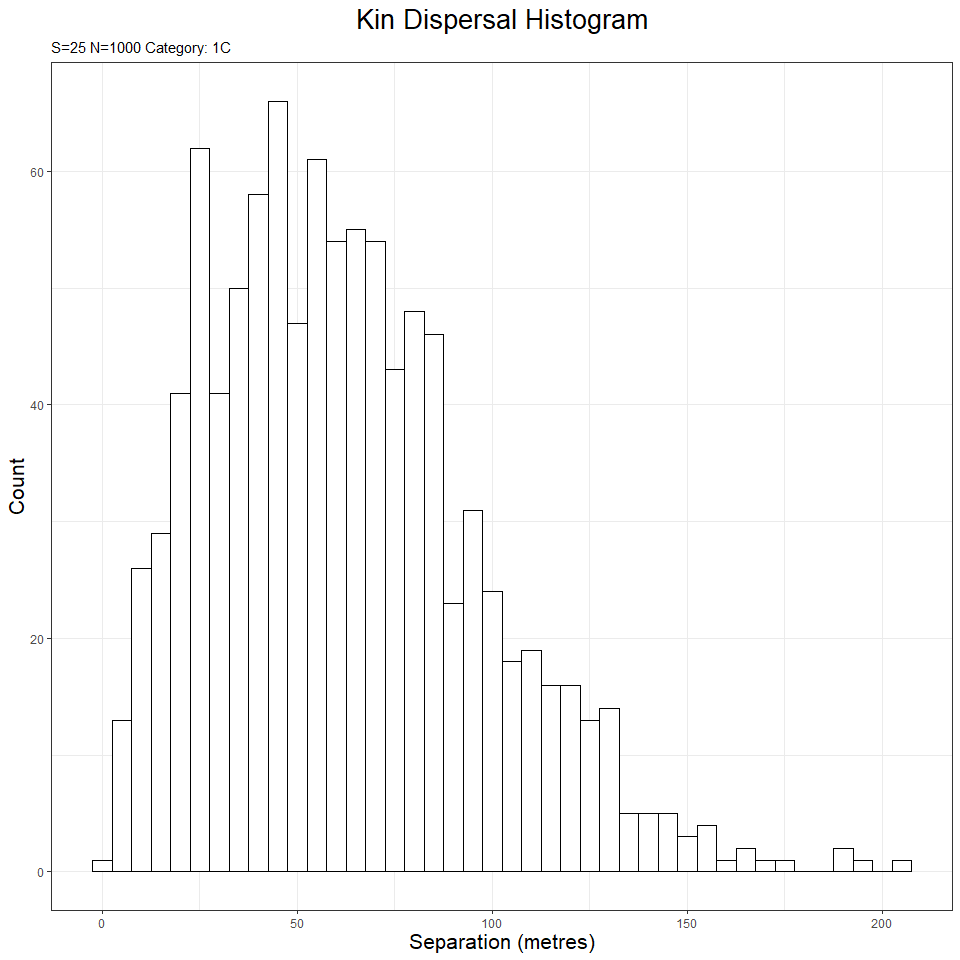 Kin Dispersal Histogram
S=25 N=1000 Category: 1C
Count
60
40
20
0
0 50 100 150 200
Separation (metres)